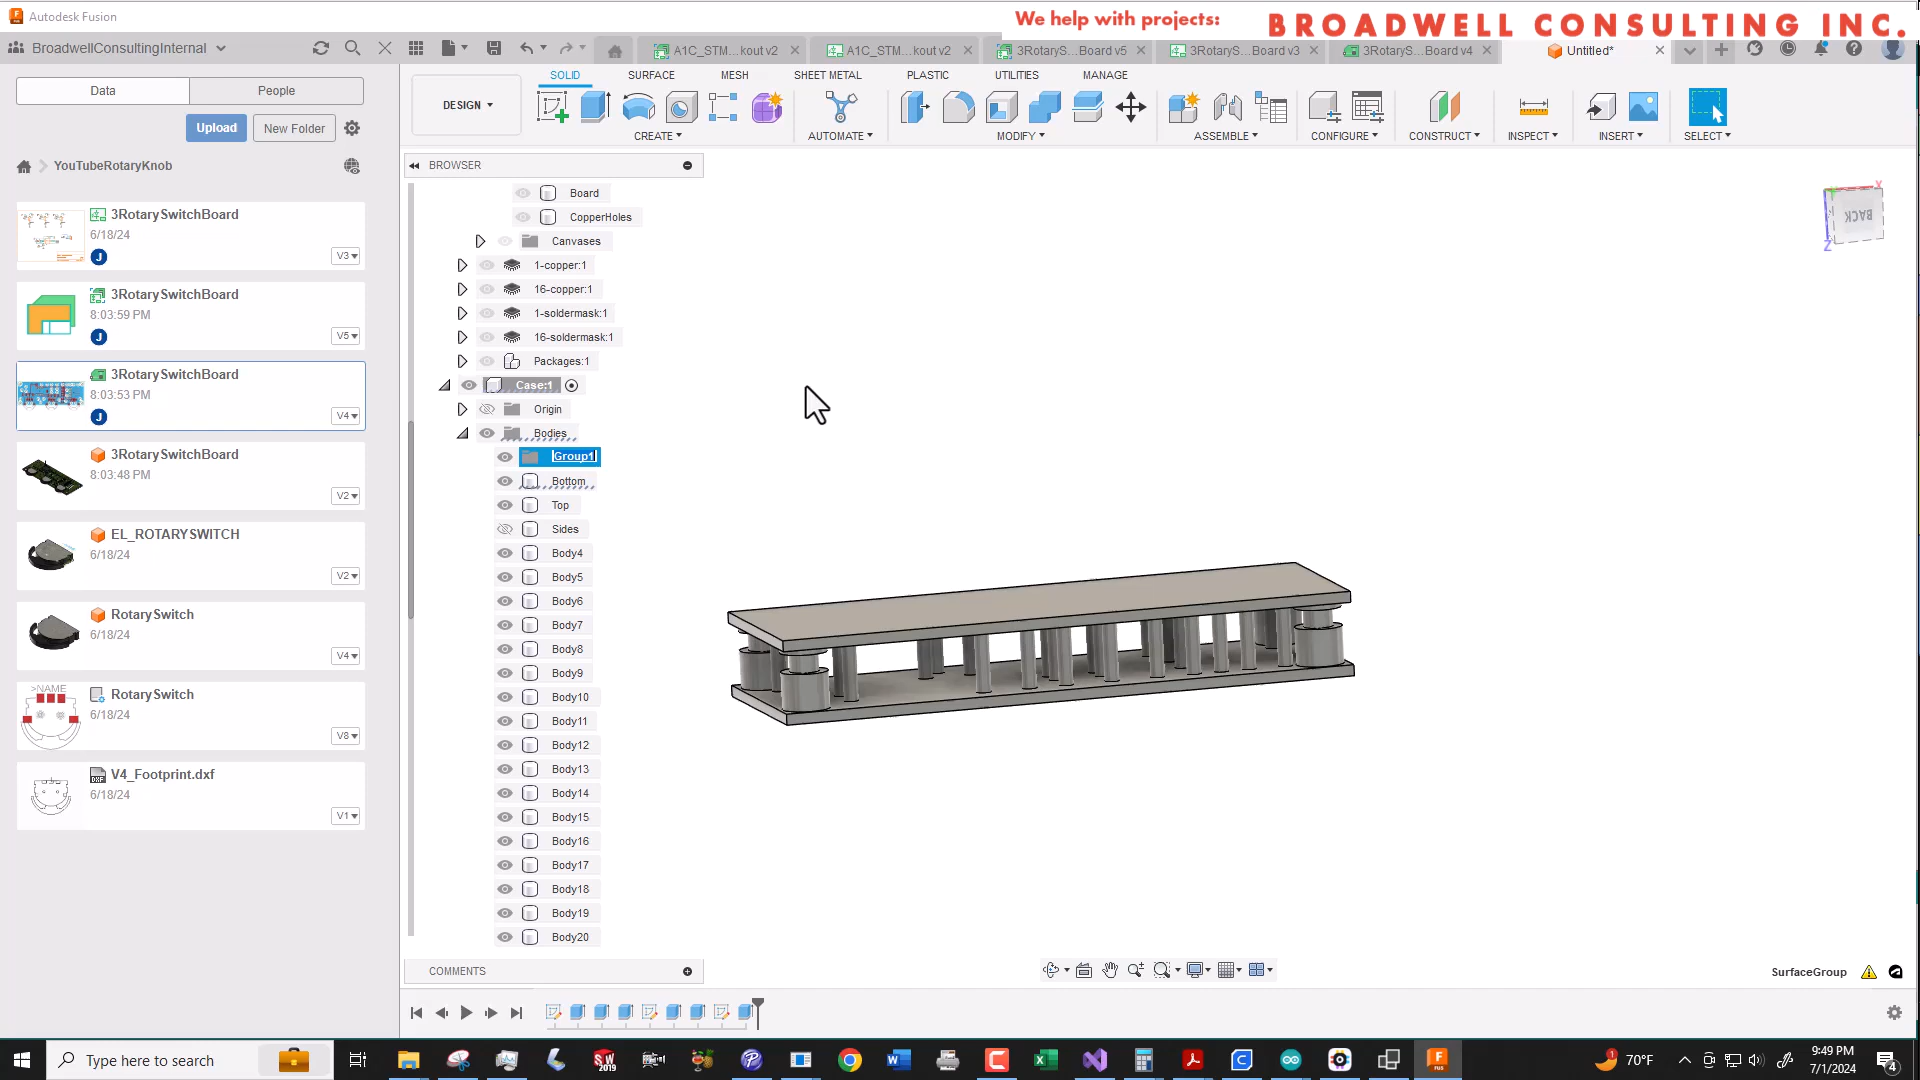 Autodesk Fusion
We help with projects: BROADWELL CONSULTING INC.
BroadwellConsultingInternal
A1C_STM...kout v2
A1C_STM...kout v2
3RotaryS...Board v5
3RotaryS...Board v3
3RotaryS...Board v4
Untitled*
SOLID SURFACE MESH SHEET METAL PLASTIC UTILITIES MANAGE
DESIGN
CREATE AUTOMATE MODIFY ASSEMBLE CONFIGURE CONSTRUCT INSPECT INSERT SELECT
Data People
Upload New Folder
YouTubeRotaryKnob
3RotarySwitchBoard
6/18/24
J
V3
3RotarySwitchBoard
8:03:59 PM
J
V5
3RotarySwitchBoard
8:03:53 PM
J
V4
3RotarySwitchBoard
8:03:48 PM
V2
EL_ROTARYSWITCH
6/18/24
V2
RotarySwitch
6/18/24
V4
>NAME
RotarySwitch
6/18/24
V8
DXF
V4_Footprint.dxf
6/18/24
V1
BROWSER
Board
CopperHoles
Canvases
1-copper:1
16-copper:1
1-soldermask:1
16-soldermask:1
Packages:1
Case:1
Origin
Bodies
Group1
Bottom
Top
Sides
Body4
Body5
Body6
Body7
Body8
Body9
Body10
Body11
Body12
Body13
Body14
Body15
Body16
Body17
Body18
Body19
Body20
COMMENTS
BACK
X
Z
SurfaceGroup
Type here to search
SW
2019
70°F
9:49 PM
7/1/2024
4